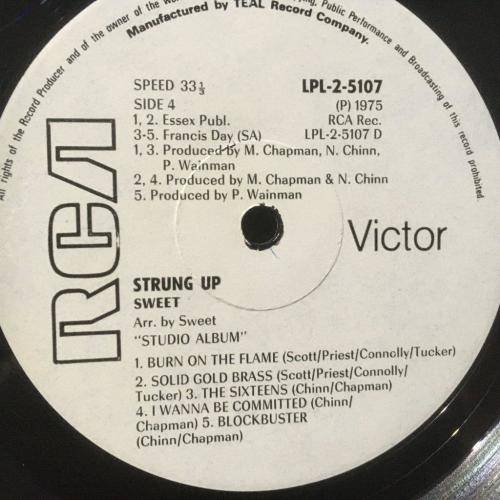 All rights of the Record Producer and of the owner of the
Public Performance and Broadcasting of this record prohibited.
Manufactured by TEAL Record Company.
RCA
SPEED 33⅓
LPL-2-5107
SIDE 4
(P) 1975
1, 2. Essex Publ.
RCA Rec.
3-5. Francis Day (SA)
LPL-2-5107 D
1, 3. Produced by M. Chapman, N. Chinn,
P. Wainman
2, 4. Produced by M. Chapman & N. Chinn
5. Produced by P. Wainman
Victor
STRUNG UP
SWEET
Arr. by Sweet
"STUDIO ALBUM"
1. BURN ON THE FLAME (Scott/Priest/Connolly/Tucker)
2. SOLID GOLD BRASS (Scott/Priest/Connolly/
Tucker) 3. THE SIXTEENS (Chinn/Chapman)
4. I WANNA BE COMMITTED (Chinn/
Chapman) 5. BLOCKBUSTER
(Chinn/Chapman)